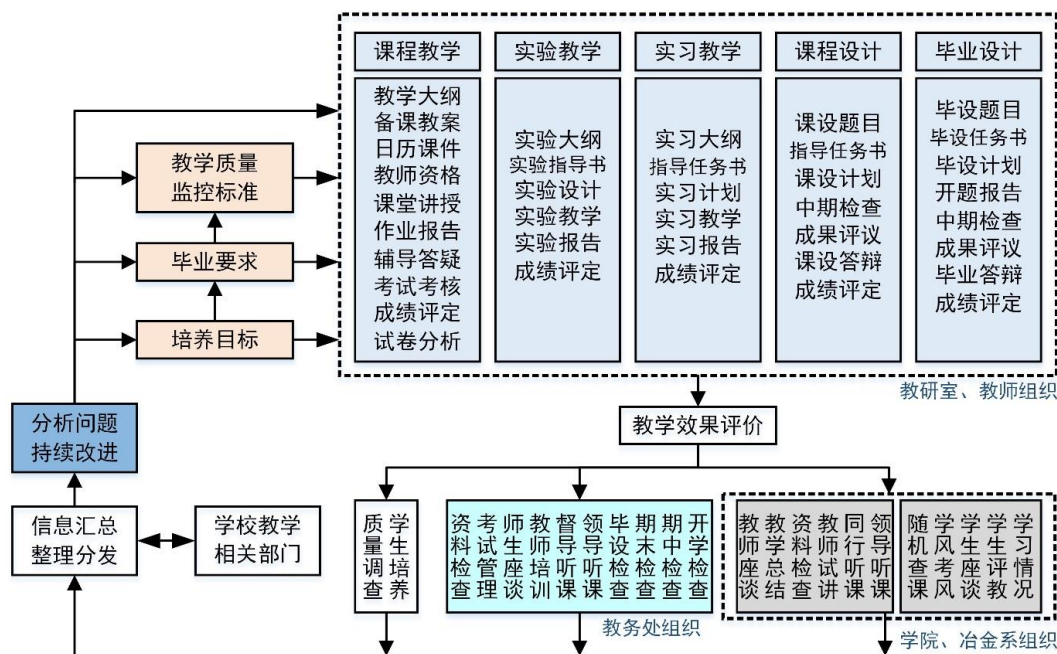 课程教学
实验教学
实习教学
课程设计
毕业设计
教学大纲
备课教案
日历课件
教师资格
课堂讲授
作业报告
辅导答疑
考试考核
成绩评定
试卷分析
实验大纲
实验指导书
实验设计
实验教学
实验报告
成绩评定
实习大纲
指导任务书
实习计划
实习教学
实习报告
成绩评定
课设题目
指导任务书
课设计划
中期检查
成果评议
课设答辩
成绩评定
毕设题目
毕设任务书
毕设计划
开题报告
中期检查
成果评议
毕业答辩
成绩评定
教学质量
监控标准
毕业要求
培养目标
教研室、教师组织
分析问题
持续改进
教学效果评价
信息汇总
整理分发
学校教学
相关部门
学生培养
质量调查
开学检查
期中检查
期末检查
毕设检查
领导听课
督导听课
教师培训
师生座谈
考试管理
资料检查
领导听课
同行听课
教师试讲
资料检查
教学总结
教师座谈
学习情况
学生评教
学生座谈
学风考风
随机查课
教务处组织
学院、冶金系组织